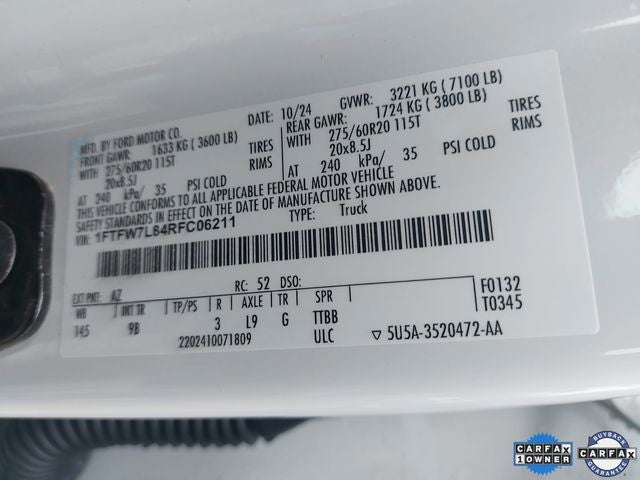 MFD. BY FORD MOTOR CO.
DATE: 10/24 GVWR: 3221 KG (7100 LB)
FRONT GAWR: 1633 KG (3600 LB) REAR GAWR: 1724 KG (3800 LB)
WITH 275/60R20 115T TIRES WITH 275/60R20 115T TIRES
20x8.5J RIMS 20x8.5J RIMS
AT 240 kPa/ 35 PSI COLD AT 240 kPa/ 35 PSI COLD
THIS VEHICLE CONFORMS TO ALL APPLICABLE FEDERAL MOTOR VEHICLE
SAFETY STANDARDS IN EFFECT ON THE DATE OF MANUFACTURE SHOWN ABOVE.
1FTFW7L84RFC06211 TYPE: Truck
EXT PNT: AZ RC: 52 DSO: F0132
WB INT TR TP/PS R AXLE TR SPR T0345
145 9B 3 L9 G TTBB
2202410071809 ULC ▽ 5U5A-3520472-AA
CARFAX
1 OWNER
BUYBACK
CARFAX